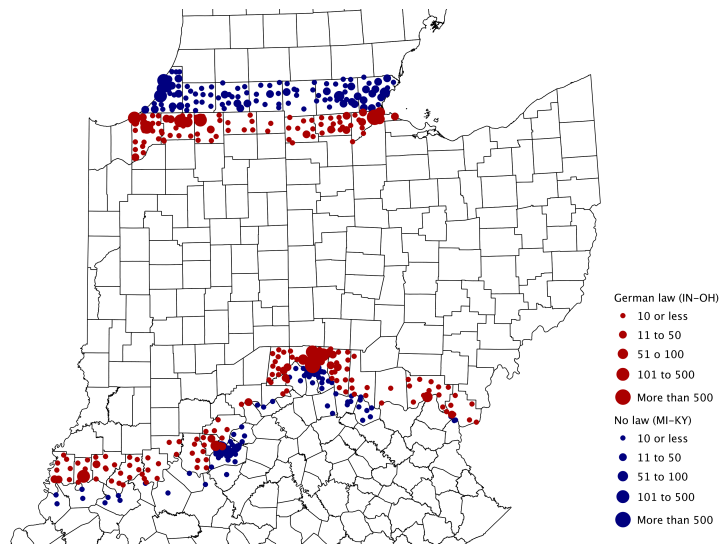 German law (IN-OH)
10 or less
11 to 50
51 o 100
101 to 500
More than 500
No law (MI-KY)
10 or less
11 to 50
51 to 100
101 to 500
More than 500